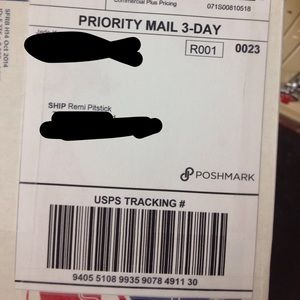 Commercial Plus Pricing
071S00810518
PRIORITY MAIL 3-DAY
R001 0023
SHIP Remi Pitstick
POSHMARK
USPS TRACKING #
9405 5108 9935 9078 4911 30